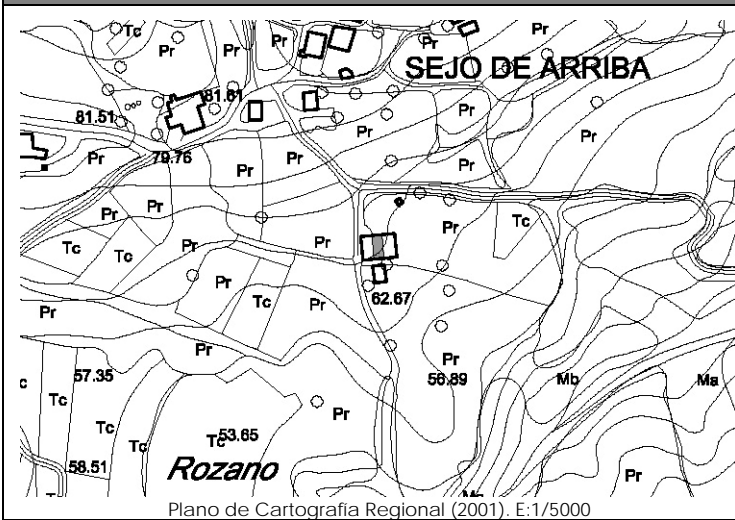 Tc
Pr Pr Pr Pr
SEJO DE ARRIBA
81.61
81.51
Pr Pr
79.76
Pr Pr Pr Pr
Pr Pr Pr Pr Tc
Tc Tc Pr Pr
Tc Pr
62.67
Pr
Pr Pr
57.35 56.89 Mb Ma
Tc
Tc Tc
Tc 53.65 Pr
58.51 Rozano Pr
Plano de Cartografía Regional (2001). E:1/5000